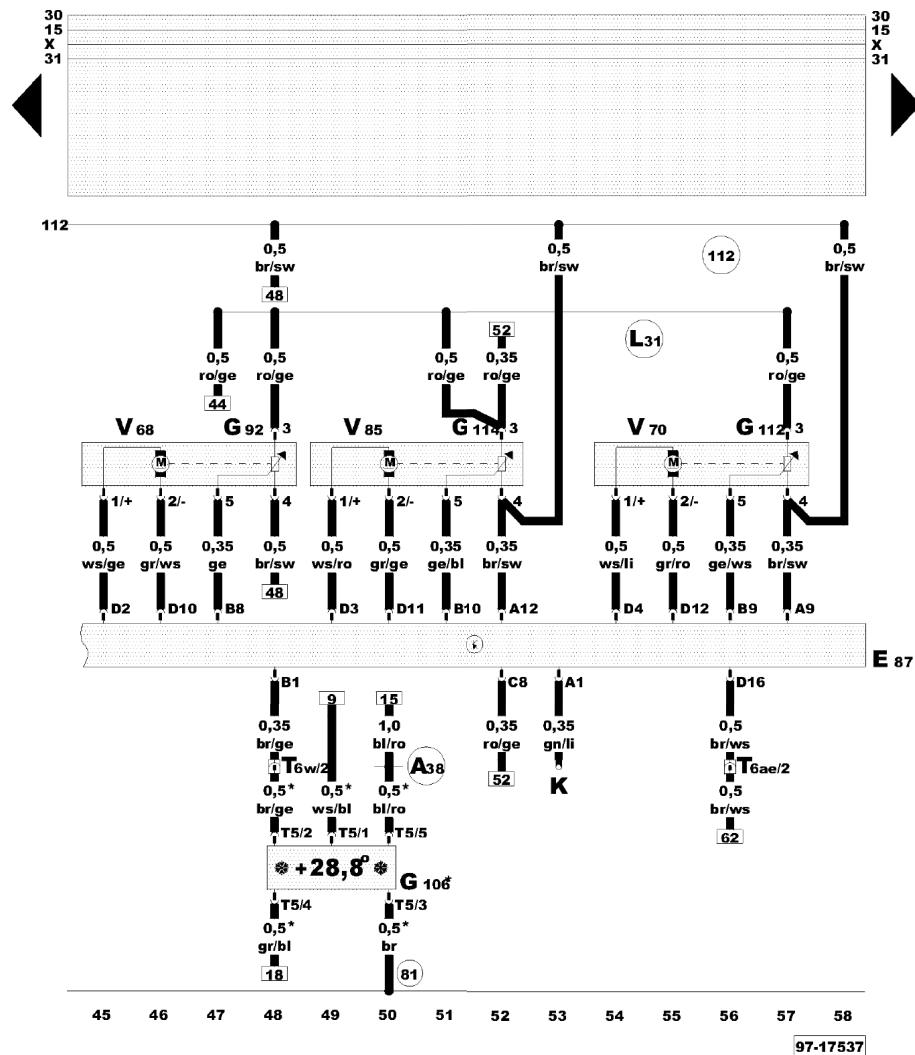 30 30
15 15
X X
31 31
112
0,5 0,5 0,5
br/sw br/sw br/sw
112
48
52
L31
0,5 0,5 0,5 0,35 0,5
ro/ge ro/ge ro/ge ro/ge ro/ge
44
V 68 G 92 3 V 85 G 114 3 V 70 G 112 3
M M M
1/+ 2/- 5 4 1/+ 2/- 5 4 1/+ 2/- 5 4
0,5 0,5 0,35 0,5 0,5 0,5 0,35 0,35 0,5 0,5 0,35 0,35
ws/ge gr/ws ge br/sw ws/ro gr/ge ge/bl br/sw ws/li gr/ro ge/ws br/sw
48
D2 D10 B8 D3 D11 B10 A12 D4 D12 B9 A9
E 87
B1 C8 A1 D16
9 15
0,35 1,0 0,35 0,35 0,5
br/ge bl/ro ro/ge gn/li br/ws
T6w/2 A38 52 K T6ae/2
0,5* 0,5* 0,5* 0,5
br/ge ws/bl bl/ro br/ws
T5/2 T5/1 T5/5 62
+28,8°
G 106*
T5/4 T5/3
0,5* 0,5*
gr/bl br
18 81
45 46 47 48 49 50 51 52 53 54 55 56 57 58
97-17537